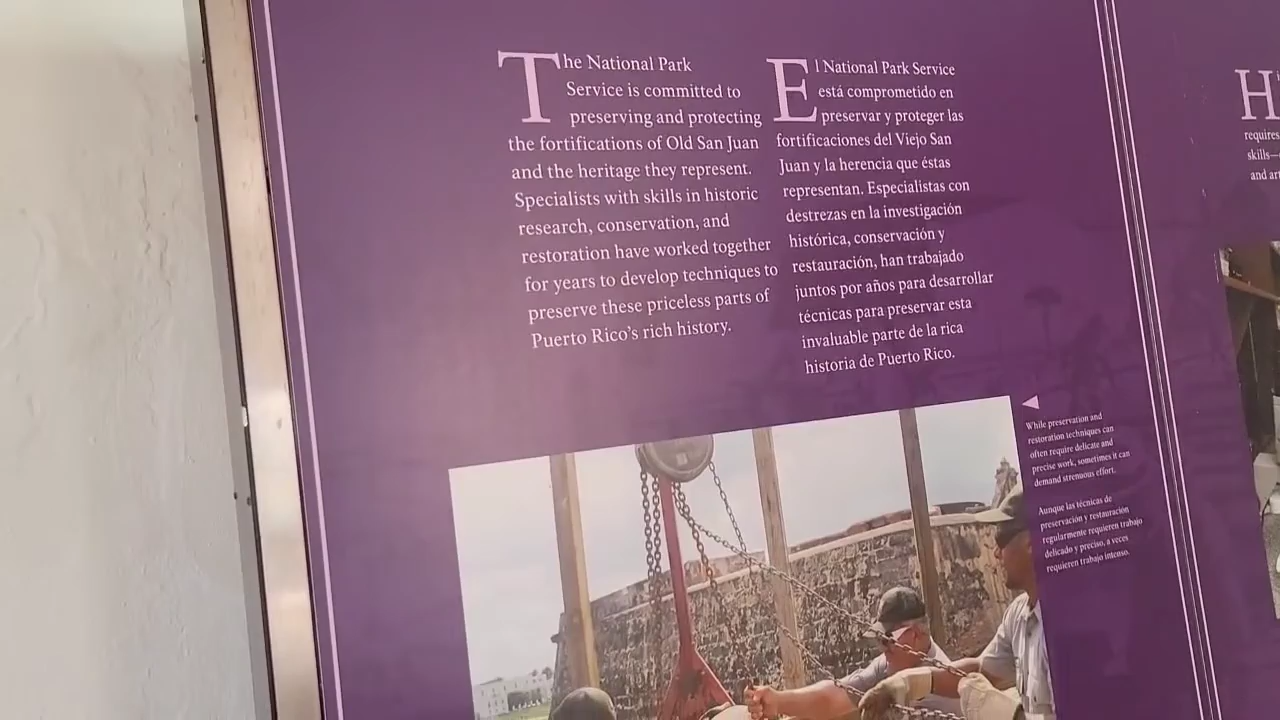 The National Park
Service is committed to
preserving and protecting
the fortifications of Old San Juan
and the heritage they represent.
Specialists with skills in historic
research, conservation, and
restoration have worked together
for years to develop techniques to
preserve these priceless parts of
Puerto Rico's rich history.
El National Park Service
está comprometido en
preservar y proteger las
fortificaciones del Viejo San
Juan y la herencia que éstas
representan. Especialistas con
destrezas en la investigación
histórica, conservación y
restauración, han trabajado
juntos por años para desarrollar
técnicas para preservar esta
invaluable parte de la rica
historia de Puerto Rico.
While preservation and
restoration techniques can
often require delicate and
precise work, sometimes it can
demand strenuous effort.
Aunque las técnicas de
preservación y restauración
regularmente requieren trabajo
delicado y preciso, a veces
requieren trabajo intenso.
H
requires
skills—
and